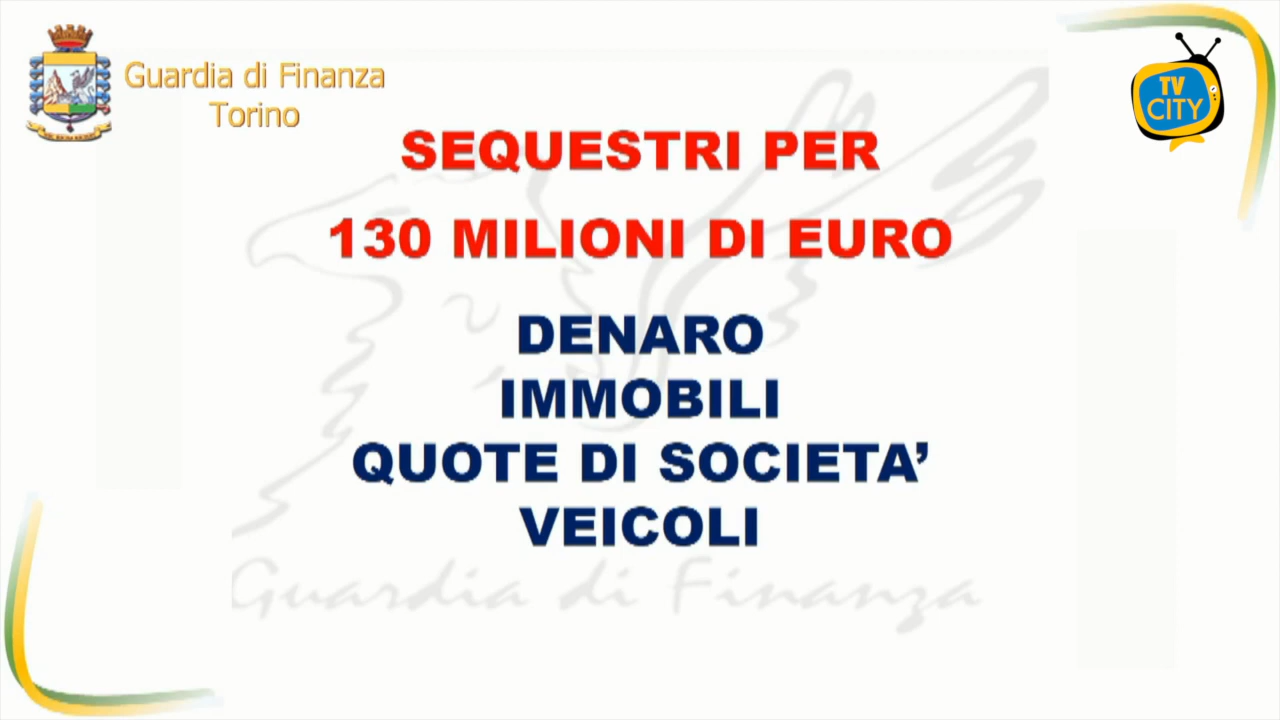 Guardia di Finanza
Torino
TV
CITY
SEQUESTRI PER
130 MILIONI DI EURO
DENARO
IMMOBILI
QUOTE DI SOCIETA’
VEICOLI
Guardia di Finanza